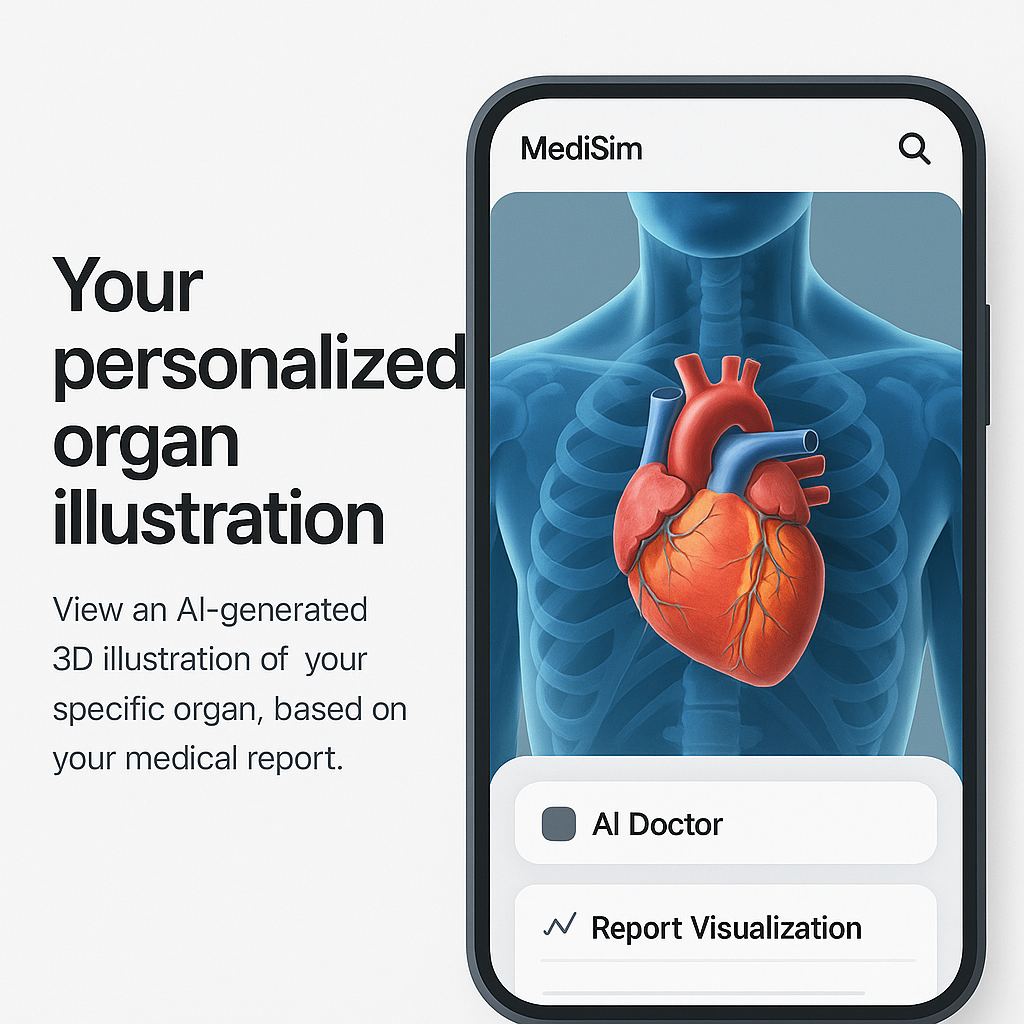 Your
personalized
organ
illustration
View an AI-generated
3D illustration of  your
specific organ, based on
your medical report.
MediSim
AI Doctor
Report Visualization